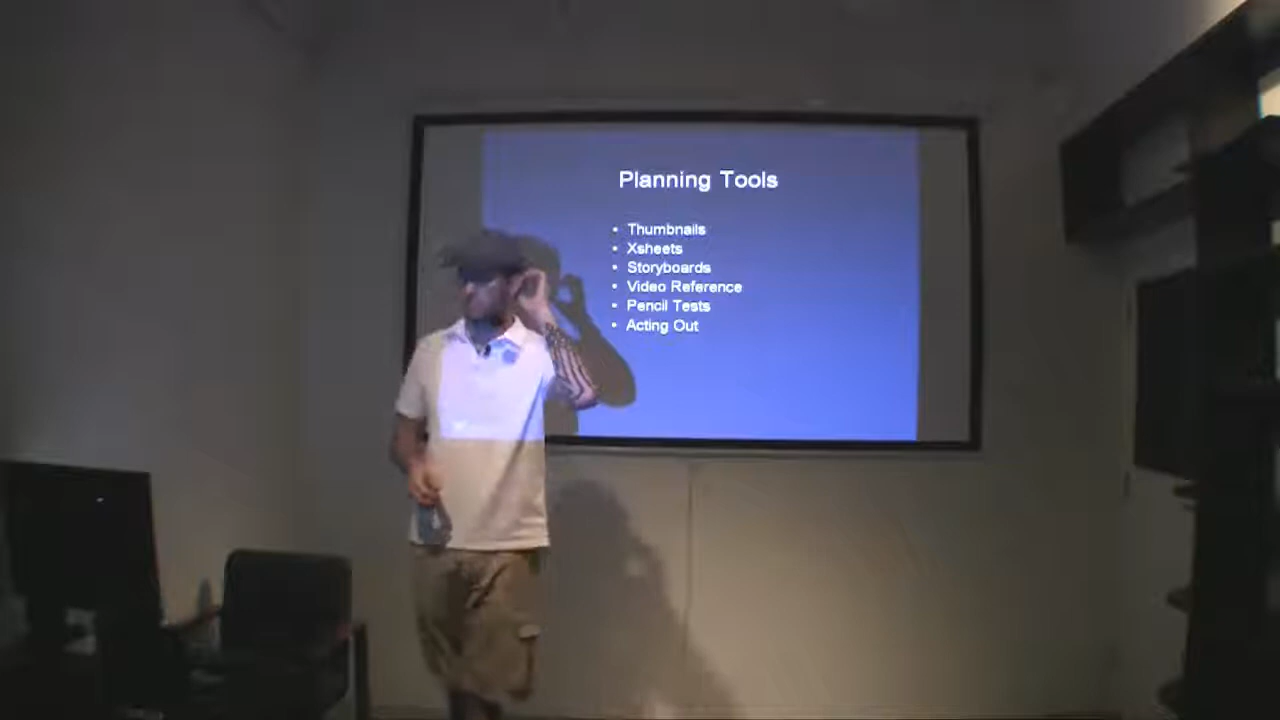 Planning Tools
• Thumbnails
• Xsheets
• Storyboards
• Video Reference
• Pencil Tests
• Acting Out